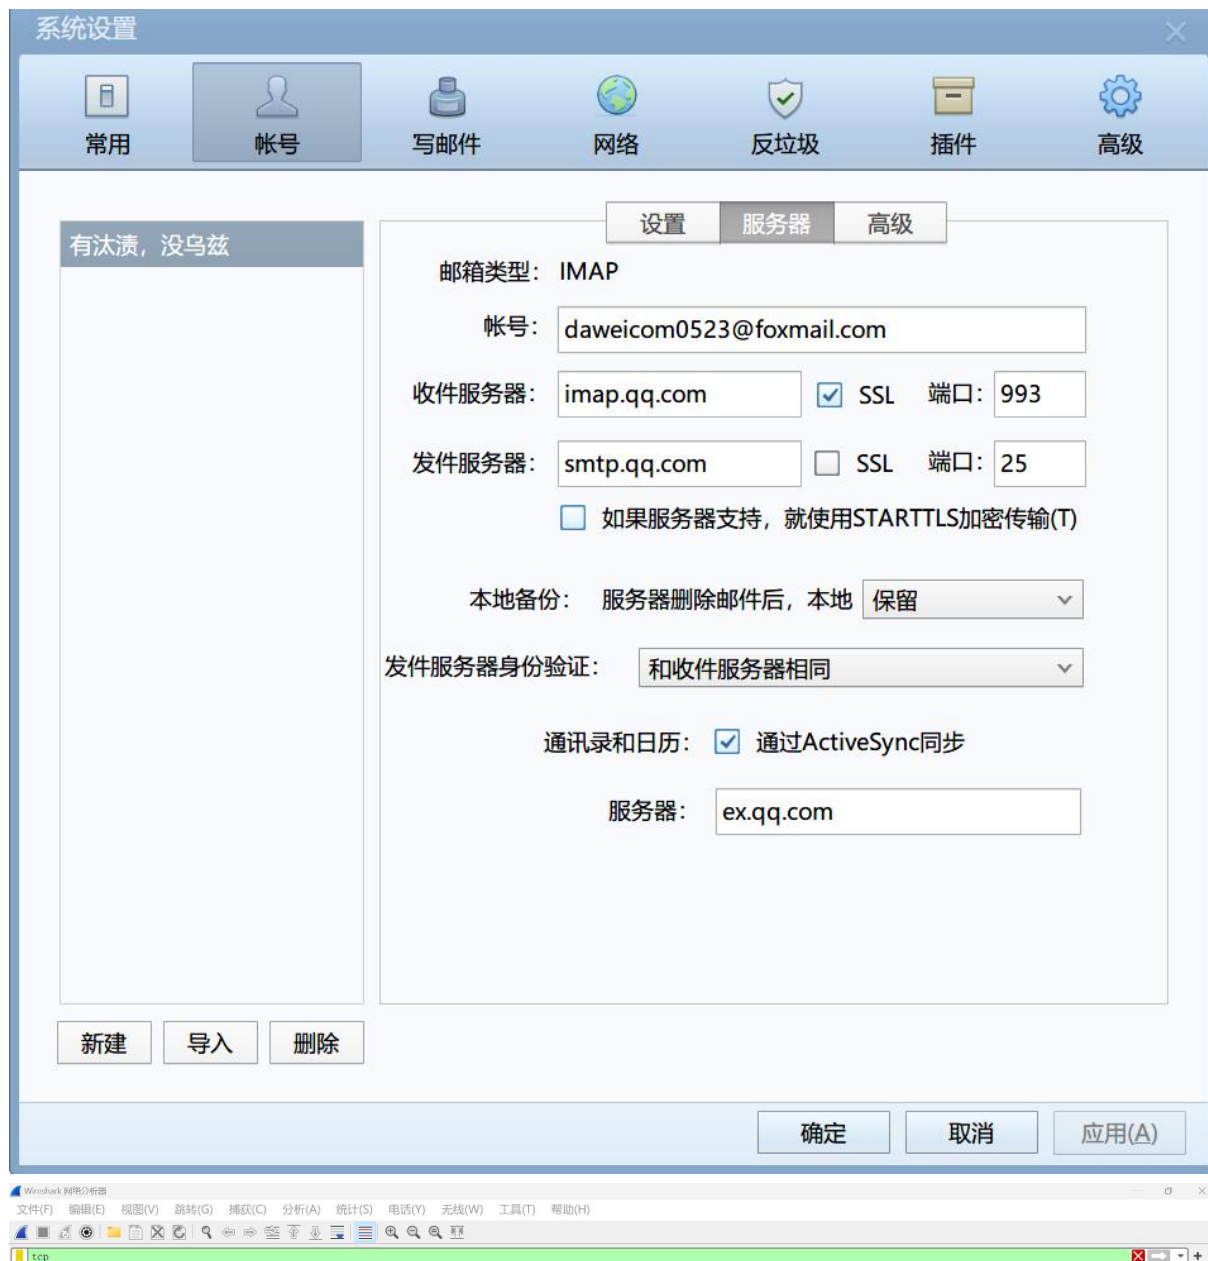 系统设置
常用 帐号 写邮件 网络 反垃圾 插件 高级
设置 服务器 高级
有汰渍，没乌兹
邮箱类型： IMAP
帐号： daweicom0523@foxmail.com
收件服务器： imap.qq.com SSL 端口： 993
发件服务器： smtp.qq.com SSL 端口： 25
如果服务器支持，就使用STARTTLS加密传输(T)
本地备份： 服务器删除邮件后，本地 保留
发件服务器身份验证： 和收件服务器相同
通讯录和日历： 通过ActiveSync同步
服务器： ex.qq.com
新建 导入 删除
确定 取消 应用(A)
Wireshark 网络分析器
文件(F) 编辑(E) 视图(V) 跳转(G) 捕获(C) 分析(A) 统计(S) 电话(Y) 无线(W) 工具(T) 帮助(H)
tcp